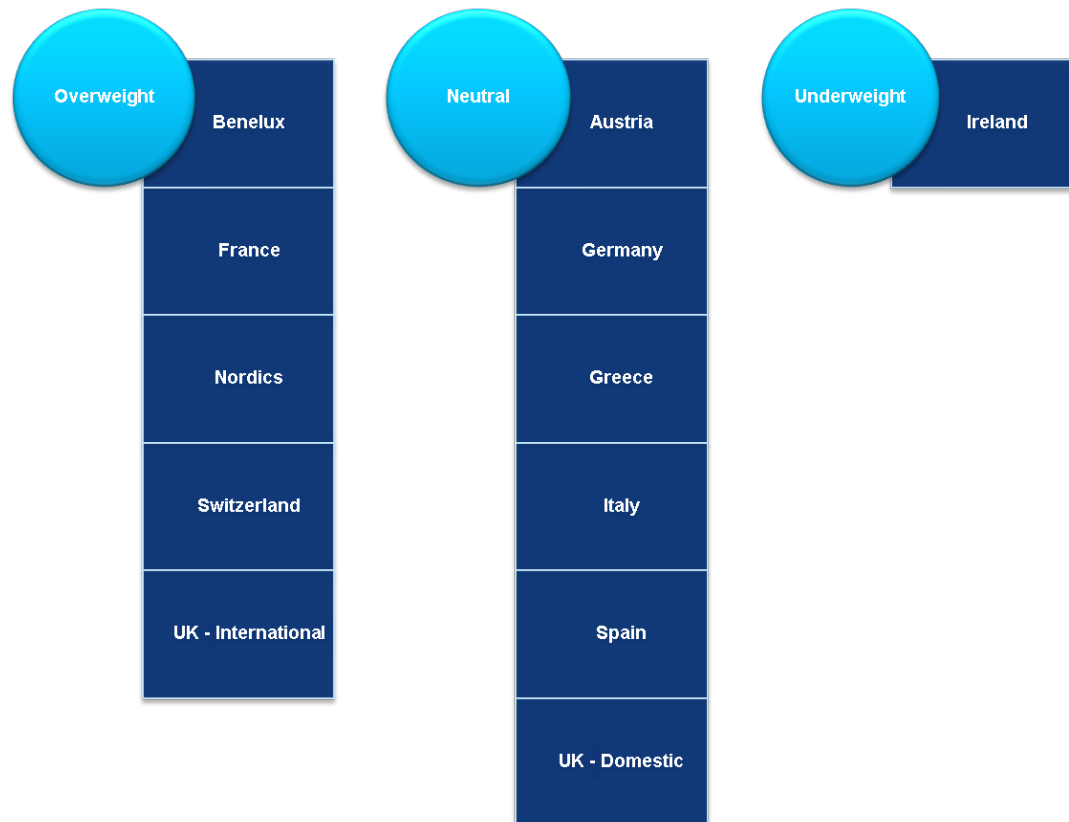 Overweight
Benelux
France
Nordics
Switzerland
UK - International
Neutral
Austria
Germany
Greece
Italy
Spain
UK - Domestic
Underweight
Ireland